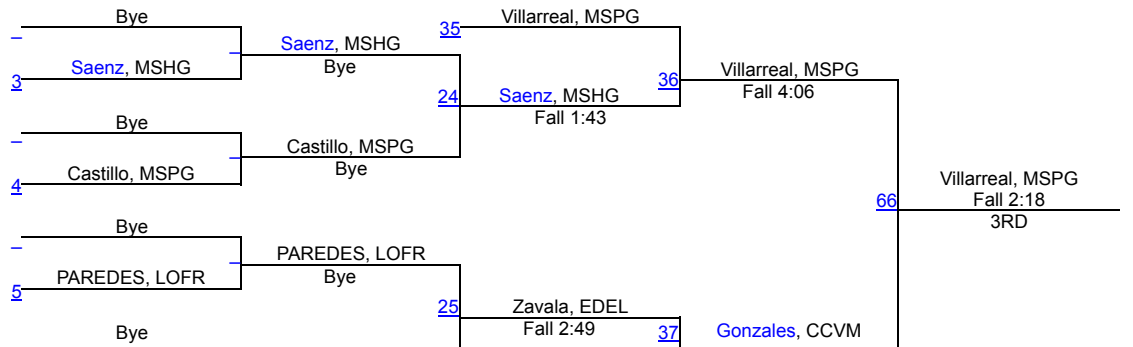 Bye
Villarreal, MSPG
35
_
Saenz, MSHG
_
Saenz, MSHG
Bye
3
Villarreal, MSPG
36
Fall 4:06
24
Saenz, MSHG
Fall 1:43
Bye
_
Castillo, MSPG
_
Bye
Castillo, MSPG
4
Villarreal, MSPG
66
Fall 2:18
3RD
Bye
_
PAREDES, LOFR
_
Bye
PAREDES, LOFR
5
25
Zavala, EDEL
Fall 2:49
37
Gonzales, CCVM
Bye